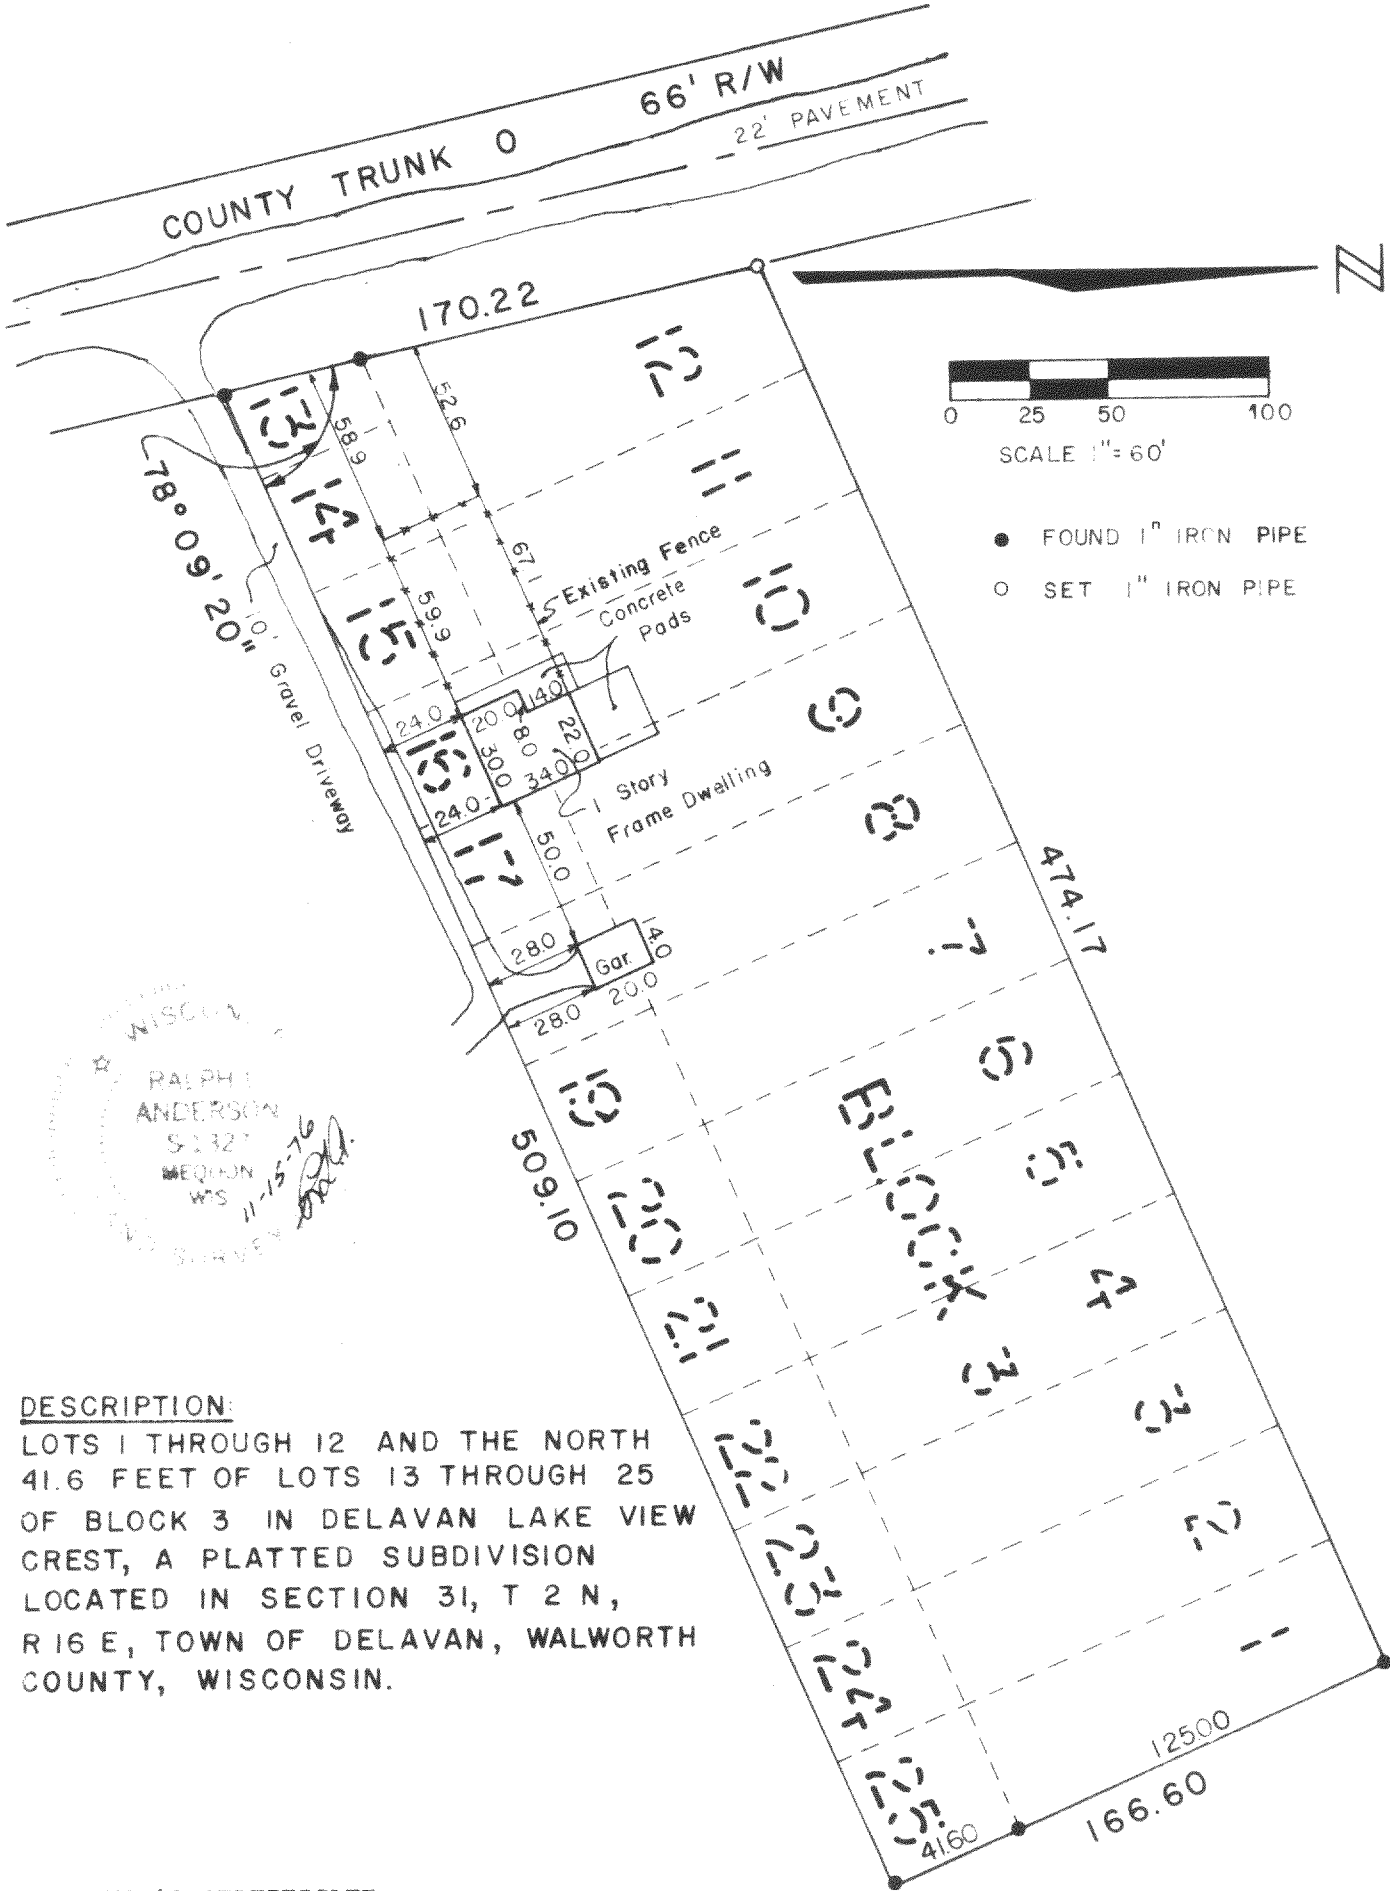 COUNTY TRUNK O 66' R/W
22' PAVEMENT
170.22
N
0 25 50 100
SCALE 1"=60'
● FOUND 1" IRON PIPE
○ SET 1" IRON PIPE
12
13
52.6
58.9
11
14
78° 09' 20"
67.1
Existing Fence
Concrete
Pads
10
59.9
15
10' Gravel Driveway
24.0
20.0
14.0
8.0
22.0
30.0
34.0
16
24.0
1 Story
Frame Dwelling
9
8
17
50.0
474.17
7
28.0
Gar.
14.0
20.0
28.0
6
19
BLOCK 3
5
509.10
20
4
21
3
22
2
23
24
1
25
125.00
166.60
41.60
WISCONSIN
RALPH
ANDERSON
MEQUON
WIS
SURVEY
11-15-76
DESCRIPTION:
LOTS 1 THROUGH 12 AND THE NORTH
41.6 FEET OF LOTS 13 THROUGH 25
OF BLOCK 3 IN DELAVAN LAKE VIEW
CREST, A PLATTED SUBDIVISION
LOCATED IN SECTION 31, T 2 N,
R 16 E, TOWN OF DELAVAN, WALWORTH
COUNTY, WISCONSIN.